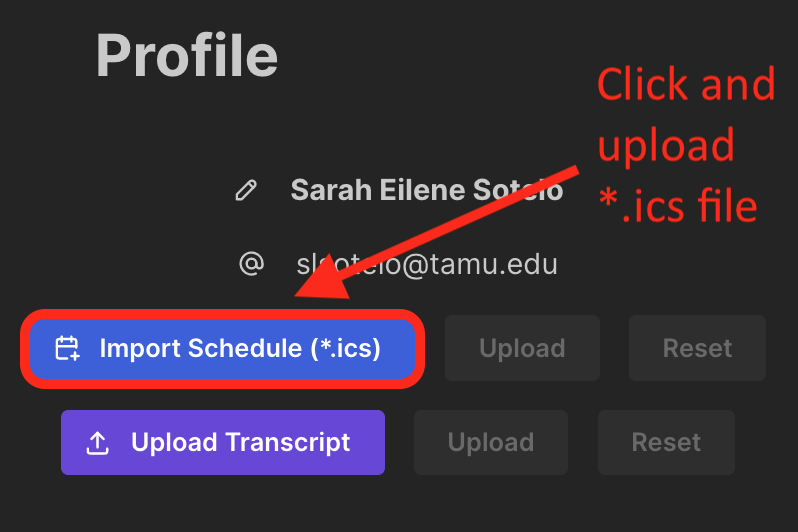 Profile
Click and
upload
*.ics file
Sarah Eilene Sotelo
@ slsotelo@tamu.edu
Import Schedule (*.ics) Upload Reset
Upload Transcript Upload Reset